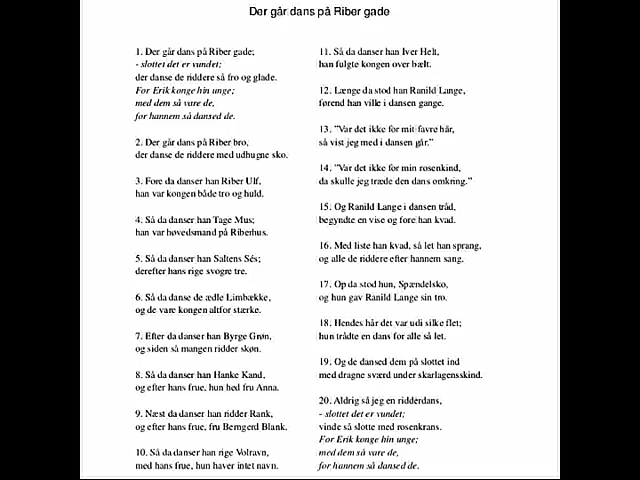 Der går dans på Riber gade
1. Der går dans på Riber gade;
- slottet det er vundet;
der danse de riddere så fro og glade.
For Erik konge hin unge;
med dem så vare de,
for hannem så dansed de.
2. Der går dans på Riber bro,
der danse de riddere med udhugne sko.
3. Fore da danser han Riber Ulf,
han var kongen både tro og huld.
4. Så da danser han Tage Mus;
han var høvedsmand på Riberhus.
5. Så da danser han Saltens Sés;
derefter hans rige svogre tre.
6. Så da danse de ædle Limbække,
og de vare kongen altfor stærke.
7. Efter da danser han Byrge Grøn,
og siden så mangen ridder skøn.
8. Så da danser han Hanke Kand,
og efter hans frue, hun hed fru Anna.
9. Næst da danser han ridder Rank,
og efter hans frue, fru Berngerd Blank.
10. Så da danser han rige Volravn,
med hans frue, hun haver intet navn.
11. Så da danser han Iver Helt,
han fulgte kongen over bælt.
12. Længe da stod han Ranild Lange,
førend han ville i dansen gange.
13. "Var det ikke for mit favre hår,
så vist jeg med i dansen går."
14. "Var det ikke for min rosenkind,
da skulle jeg træde den dans omkring."
15. Og Ranild Lange i dansen tråd,
begyndte en vise og fore han kvad.
16. Med liste han kvad, så let han sprang,
og alle de riddere efter hannem sang.
17. Op da stod hun, Spændelsko,
og hun gav Ranild Lange sin tro.
18. Hendes hår det var udi silke flet;
hun trådte en dans for alle så let.
19. Og de dansed dem på slottet ind
med dragne sværd under skarlagensskind.
20. Aldrig så jeg en ridderdans,
- slottet det er vundet;
vinde så slotte med rosenkrans.
For Erik konge hin unge;
med dem så vare de,
for hannem så dansed de.